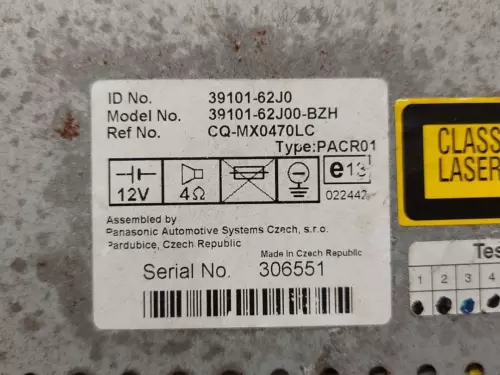 ID No. 39101-62J0
Model No. 39101-62J00-BZH
Ref No. CQ-MX0470LC
Type:PACR01
12V
4Ω
e13
022442
Assembled by
Panasonic Automotive Systems Czech, s.r.o.
Pardubice, Czech Republic
Made in Czech Republic
Serial No. 306551
CLASS
LASER
Tes
1 2 3 4